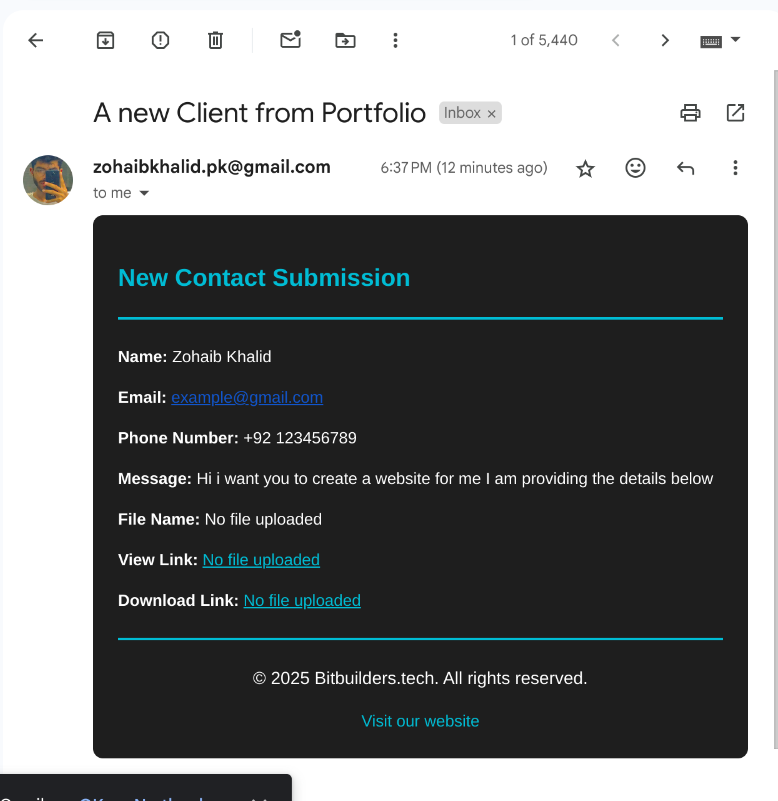 1 of 5,440
A new Client from Portfolio Inbox ×
zohaibkhalid.pk@gmail.com 6:37 PM (12 minutes ago)
to me
New Contact Submission
Name: Zohaib Khalid
Email: example@gmail.com
Phone Number: +92 123456789
Message: Hi i want you to create a website for me I am providing the details below
File Name: No file uploaded
View Link: No file uploaded
Download Link: No file uploaded
© 2025 Bitbuilders.tech. All rights reserved.
Visit our website